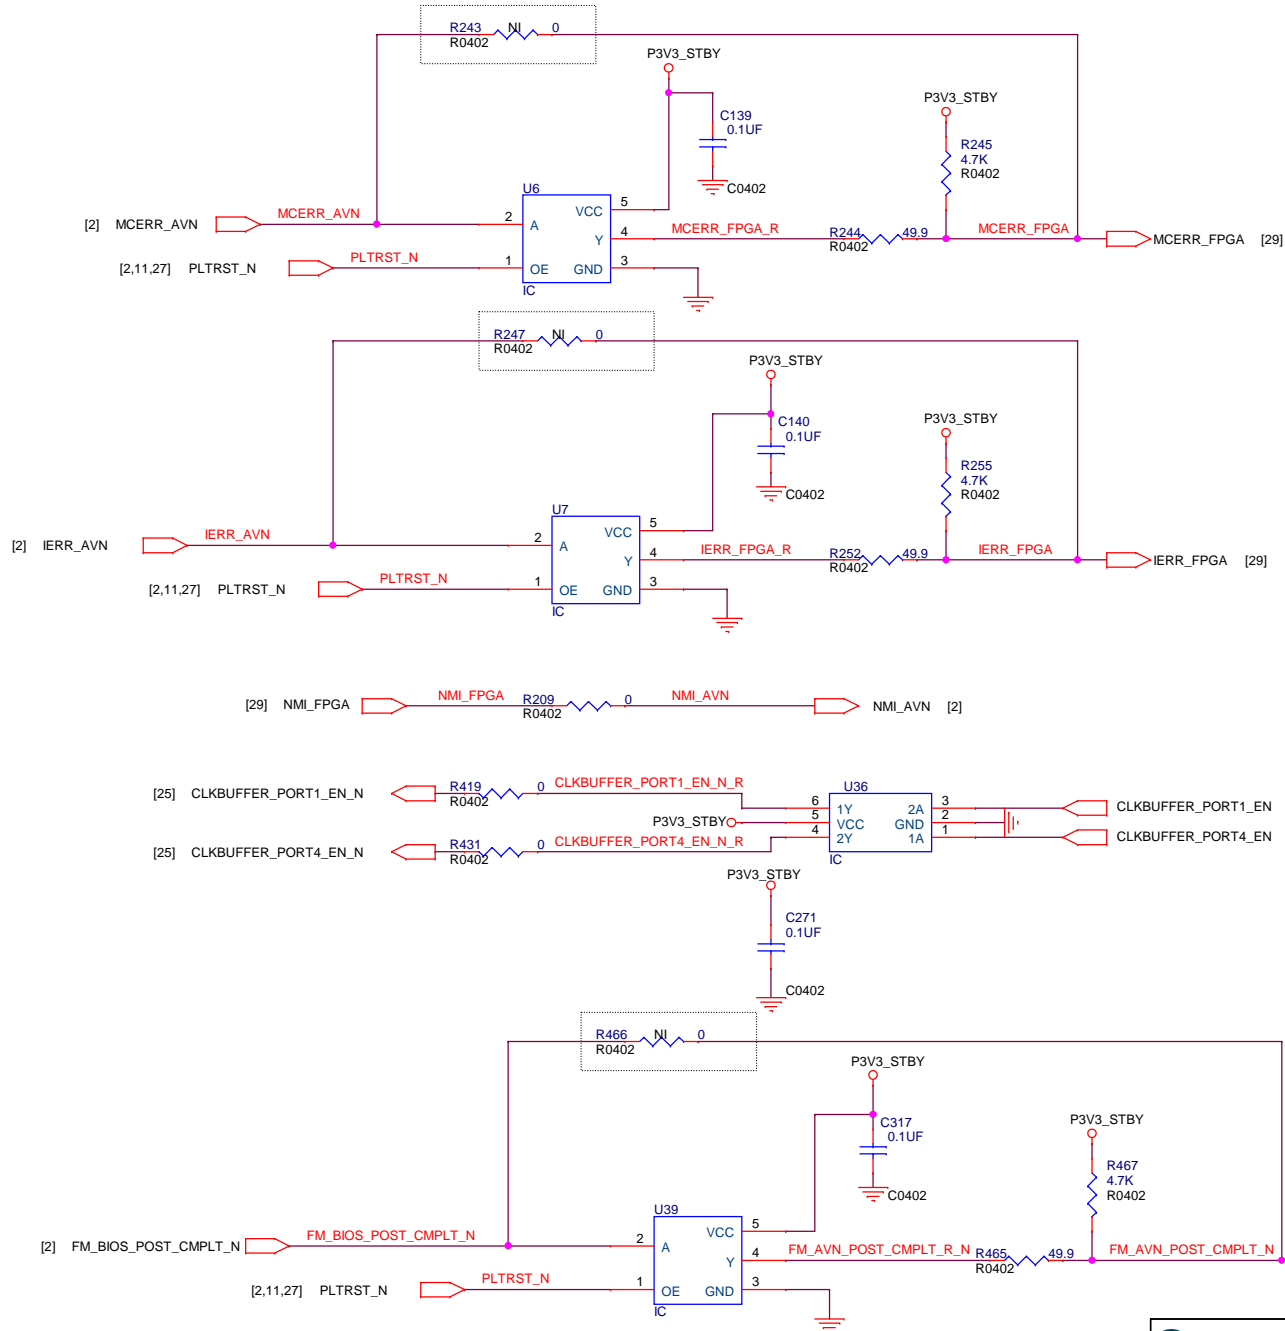 R243 NI 0
R0402
P3V3_STBY
C139
0.1UF
C0402
P3V3_STBY
R245
4.7K
R0402
U6
[2] MCERR_AVN MCERR_AVN 2 A VCC 5
Y 4 MCERR_FPGA_R R244 49.9 MCERR_FPGA MCERR_FPGA [29]
R0402
[2,11,27] PLTRST_N PLTRST_N 1 OE GND 3
IC
R247 NI 0
R0402
P3V3_STBY
C140
0.1UF
C0402
P3V3_STBY
R255
4.7K
R0402
U7
[2] IERR_AVN IERR_AVN 2 A VCC 5
Y 4 IERR_FPGA_R R252 49.9 IERR_FPGA IERR_FPGA [29]
R0402
[2,11,27] PLTRST_N PLTRST_N 1 OE GND 3
IC
[29] NMI_FPGA NMI_FPGA R209 0 NMI_AVN NMI_AVN [2]
R0402
U36
[25] CLKBUFFER_PORT1_EN_N R419 0 CLKBUFFER_PORT1_EN_N_R 6 1Y 2A 3 CLKBUFFER_PORT1_EN
R0402
P3V3_STBY 5 VCC GND 2
[25] CLKBUFFER_PORT4_EN_N R431 0 CLKBUFFER_PORT4_EN_N_R 4 2Y 1A 1 CLKBUFFER_PORT4_EN
R0402
IC
P3V3_STBY
C271
0.1UF
C0402
R466 NI 0
R0402
P3V3_STBY
C317
0.1UF
C0402
P3V3_STBY
R467
4.7K
R0402
U39
[2] FM_BIOS_POST_CMPLT_N FM_BIOS_POST_CMPLT_N 2 A VCC 5
Y 4 FM_AVN_POST_CMPLT_R_N R465 49.9 FM_AVN_POST_CMPLT_N
R0402
[2,11,27] PLTRST_N PLTRST_N 1 OE GND 3
IC